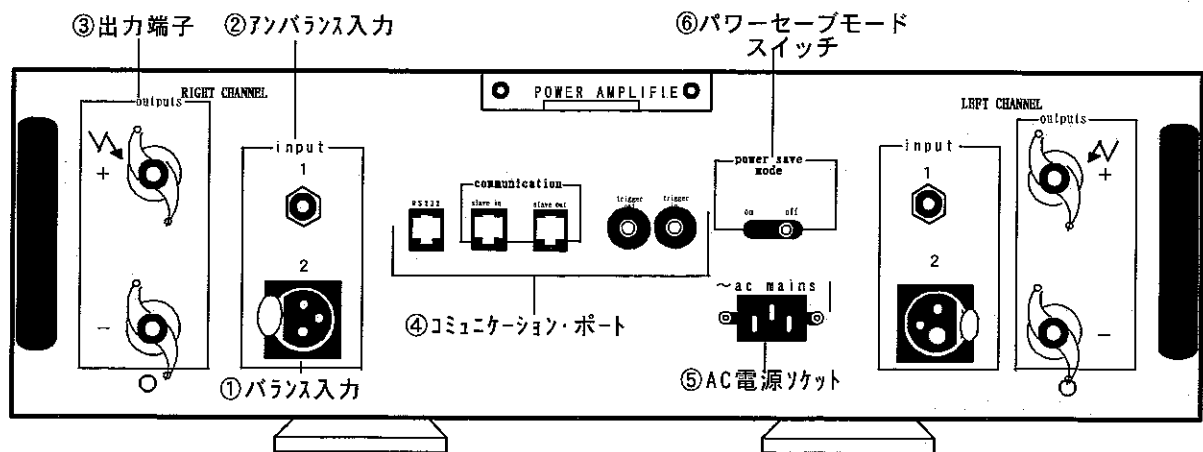 ③出力端子
②アンバランス入力
⑥パワーセーブモード
スイッチ
RIGHT CHANNEL
outputs
POWER AMPLIFIE
LEFT CHANNEL
outputs
input
1
2
+
-
communication
RS232
slave in
slave out
trigger
trigger
power save
mode
on
off
~ac mains
input
1
2
+
-
④コミュニケーション・ポート
⑤AC電源ソケット
①バランス入力